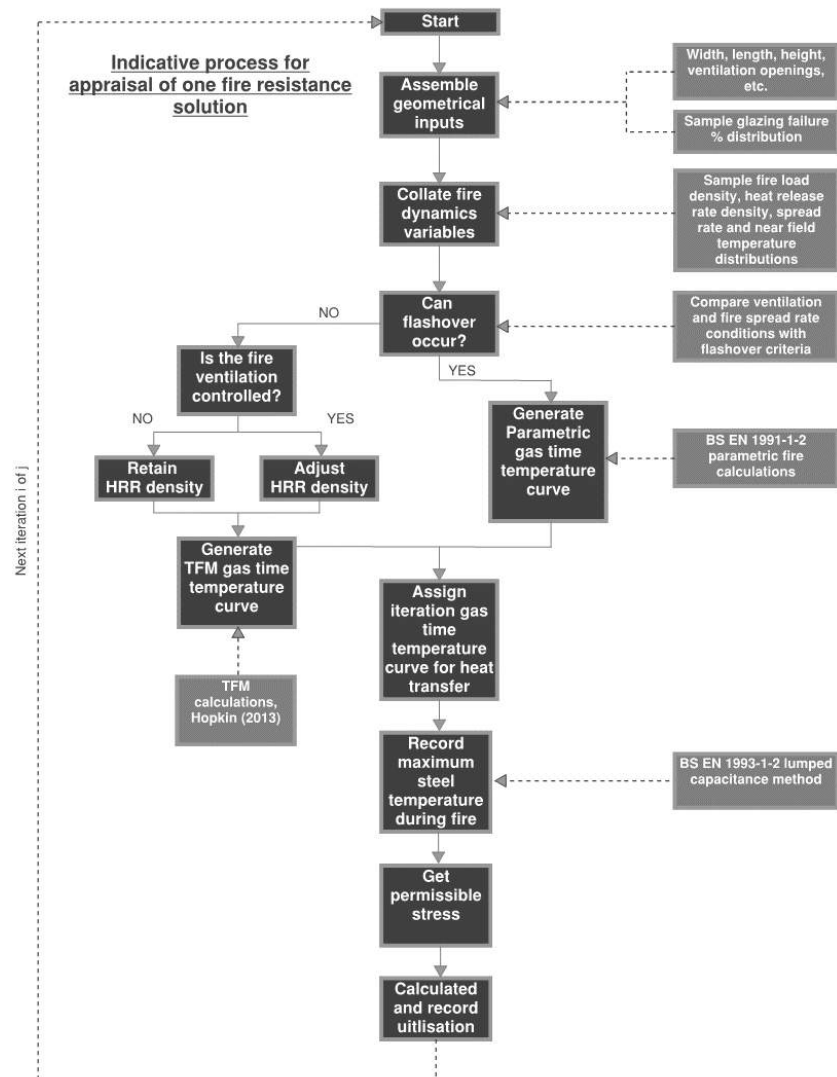 Start
Indicative process for
appraisal of one fire resistance
solution
Assemble
geometrical
inputs
Width, length, height,
ventilation openings,
etc.
Sample glazing failure
% distribution
Collate fire
dynamics
variables
Sample fire load
density, heat release
rate density, spread
rate and near field
temperature
distributions
Can
flashover
occur?
Compare ventilation
and fire spread rate
conditions with
flashover criteria
NO
YES
Is the fire
ventilation
controlled?
NO
YES
Retain
HRR density
Adjust
HRR density
Generate
Parametric
gas time
temperature
curve
BS EN 1991-1-2
parametric fire
calculations
Generate
TFM gas time
temperature
curve
TFM
calculations,
Hopkin (2013)
Assign
iteration gas
time
temperature
curve for heat
transfer
Record
maximum
steel
temperature
during fire
BS EN 1993-1-2 lumped
capacitance method
Get
permissible
stress
Calculated
and record
uitlisation
Next iteration i of j